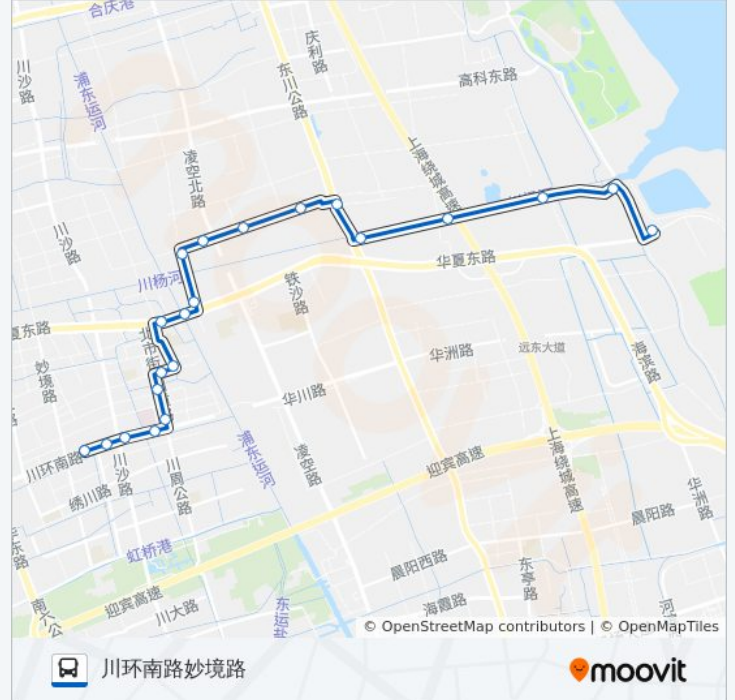 合庆港
川沙路
浦东运河
庆利路
东川公路
高科东路
凌空北路
上海绕城高速
川沙路
川杨河
华夏东路
铁沙路
夏东路
北市街
妙境路
华洲路
远东大道
海滨路
华川路
川环南路
川沙路
川周公路
绣川路
浦东运河
凌空路
迎宾高速
上海绕城高速
华洲路
晨阳路
虹桥港
晨阳西路
东亭路
迎宾高速
川大路
海霞路
南六公
东运盐
河
© OpenStreetMap contributors | © OpenMapTiles
川环南路妙境路
moovit